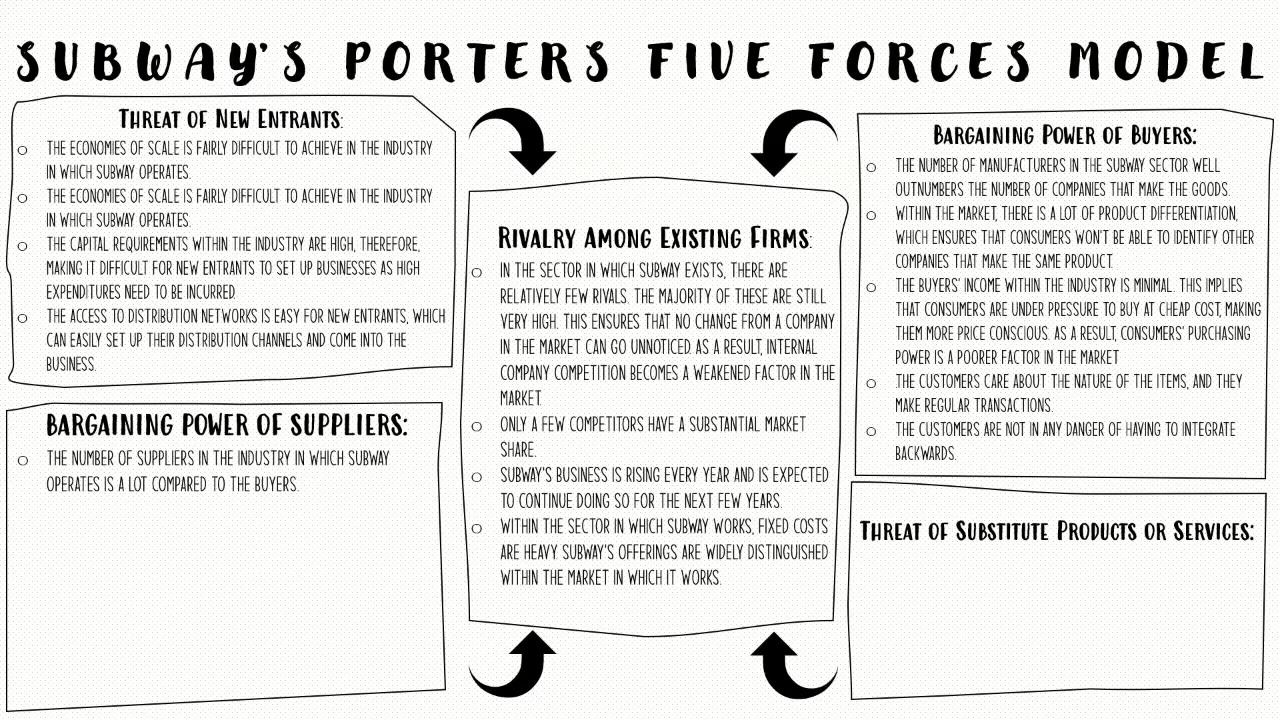 SUBWAY'S PORTERS FIVE FORCES MODEL
THREAT OF NEW ENTRANTS:
O THE ECONOMIES OF SCALE IS FAIRLY DIFFICULT TO ACHIEVE IN THE INDUSTRY
IN WHICH SUBWAY OPERATES.
O THE ECONOMIES OF SCALE IS FAIRLY DIFFICULT TO ACHIEVE IN THE INDUSTRY
IN WHICH SUBWAY OPERATES.
O THE CAPITAL REQUIREMENTS WITHIN THE INDUSTRY ARE HIGH, THEREFORE,
MAKING IT DIFFICULT FOR NEW ENTRANTS TO SET UP BUSINESSES AS HIGH
EXPENDITURES NEED TO BE INCURRED.
O THE ACCESS TO DISTRIBUTION NETWORKS IS EASY FOR NEW ENTRANTS, WHICH
CAN EASILY SET UP THEIR DISTRIBUTION CHANNELS AND COME INTO THE
BUSINESS.
BARGAINING POWER OF SUPPLIERS:
O THE NUMBER OF SUPPLIERS IN THE INDUSTRY IN WHICH SUBWAY
OPERATES IS A LOT COMPARED TO THE BUYERS.
RIVALRY AMONG EXISTING FIRMS:
O IN THE SECTOR IN WHICH SUBWAY EXISTS, THERE ARE
RELATIVELY FEW RIVALS. THE MAJORITY OF THESE ARE STILL
VERY HIGH. THIS ENSURES THAT NO CHANGE FROM A COMPANY
IN THE MARKET CAN GO UNNOTICED. AS A RESULT, INTERNAL
COMPANY COMPETITION BECOMES A WEAKENED FACTOR IN THE
MARKET.
O ONLY A FEW COMPETITORS HAVE A SUBSTANTIAL MARKET
SHARE.
O SUBWAY'S BUSINESS IS RISING EVERY YEAR AND IS EXPECTED
TO CONTINUE DOING SO FOR THE NEXT FEW YEARS.
O WITHIN THE SECTOR IN WHICH SUBWAY WORKS, FIXED COSTS
ARE HEAVY. SUBWAY'S OFFERINGS ARE WIDELY DISTINGUISHED
WITHIN THE MARKET IN WHICH IT WORKS.
BARGAINING POWER OF BUYERS:
O THE NUMBER OF MANUFACTURERS IN THE SUBWAY SECTOR WELL
OUTNUMBERS THE NUMBER OF COMPANIES THAT MAKE THE GOODS.
O WITHIN THE MARKET, THERE IS A LOT OF PRODUCT DIFFERENTIATION,
WHICH ENSURES THAT CONSUMERS WON'T BE ABLE TO IDENTIFY OTHER
COMPANIES THAT MAKE THE SAME PRODUCT.
O THE BUYERS' INCOME WITHIN THE INDUSTRY IS MINIMAL. THIS IMPLIES
THAT CONSUMERS ARE UNDER PRESSURE TO BUY AT CHEAP COST, MAKING
THEM MORE PRICE CONSCIOUS. AS A RESULT, CONSUMERS' PURCHASING
POWER IS A POORER FACTOR IN THE MARKET
O .THE CUSTOMERS CARE ABOUT THE NATURE OF THE ITEMS, AND THEY
MAKE REGULAR TRANSACTIONS.
O THE CUSTOMERS ARE NOT IN ANY DANGER OF HAVING TO INTEGRATE
BACKWARDS.
THREAT OF SUBSTITUTE PRODUCTS OR SERVICES: